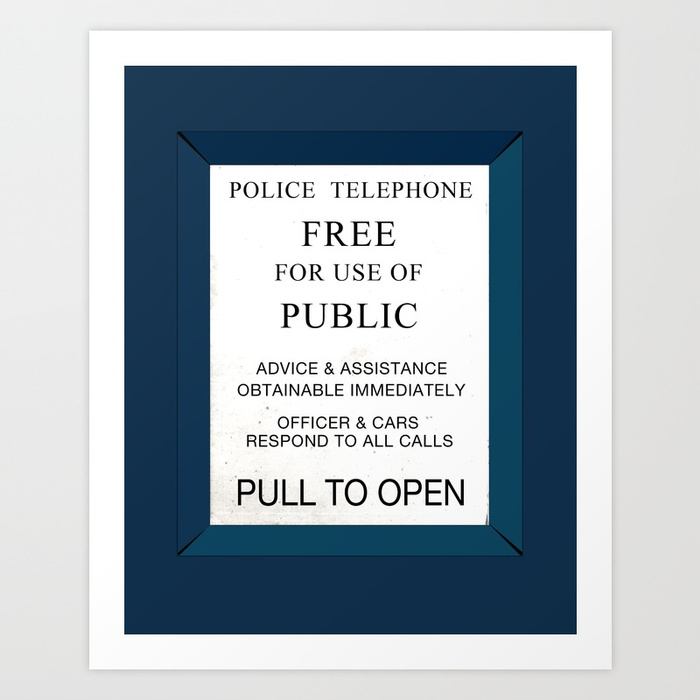 POLICE TELEPHONE
FREE
FOR USE OF
PUBLIC
ADVICE & ASSISTANCE
OBTAINABLE IMMEDIATELY
OFFICER & CARS
RESPOND TO ALL CALLS
PULL TO OPEN